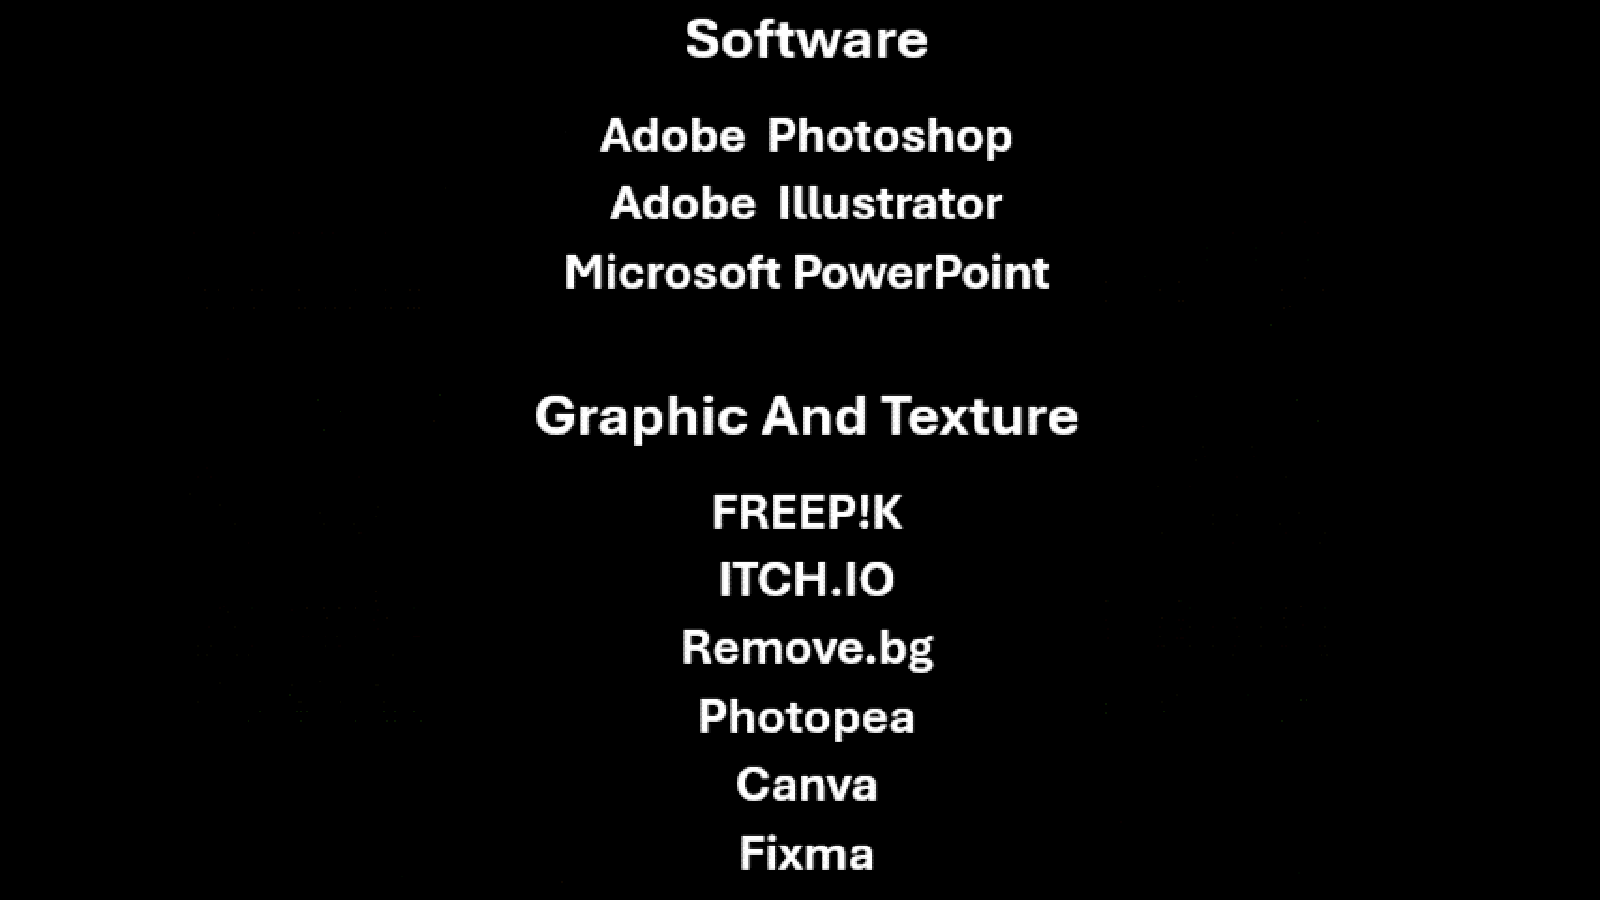 Software
Adobe Photoshop
Adobe Illustrator
Microsoft PowerPoint
Graphic And Texture
FREEP!K
ITCH.IO
Remove.bg
Photopea
Canva
Fixma